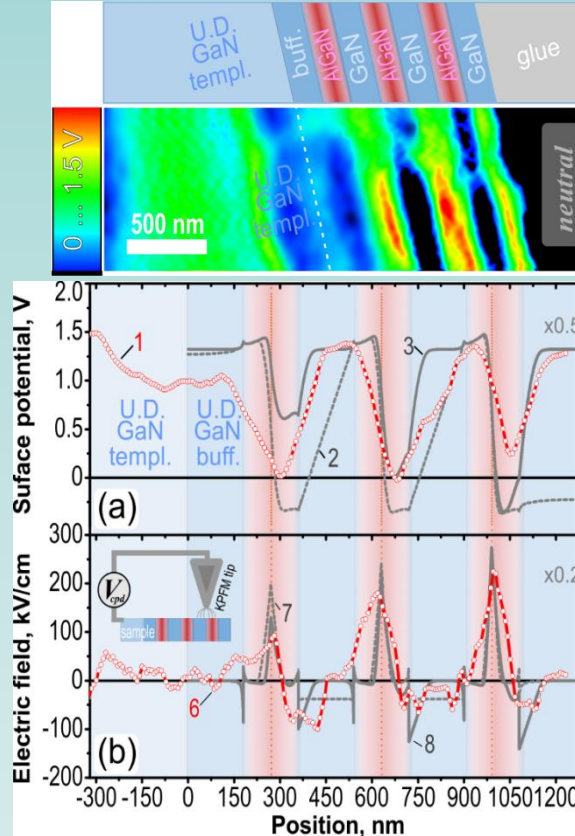 U.D.
GaN
templ.
buff.
AlGaN
GaN
AlGaN
GaN
AlGaN
GaN
glue
0 ... 1.5 V
U.D.
GaN
templ.
500 nm
neutral
Suface potential, V
2.0
1.5
1.0
0.5
0
1
2
3
x0.5
U.D.
GaN
templ.
U.D.
GaN
buff.
(a)
Electric field, kV/cm
300
200
100
0
-100
-200
Vcpd
KPFM tip
sample
6
7
8
x0.2
(b)
-300 -150 0 150 300 450 600 750 900 1050 1200
Position, nm